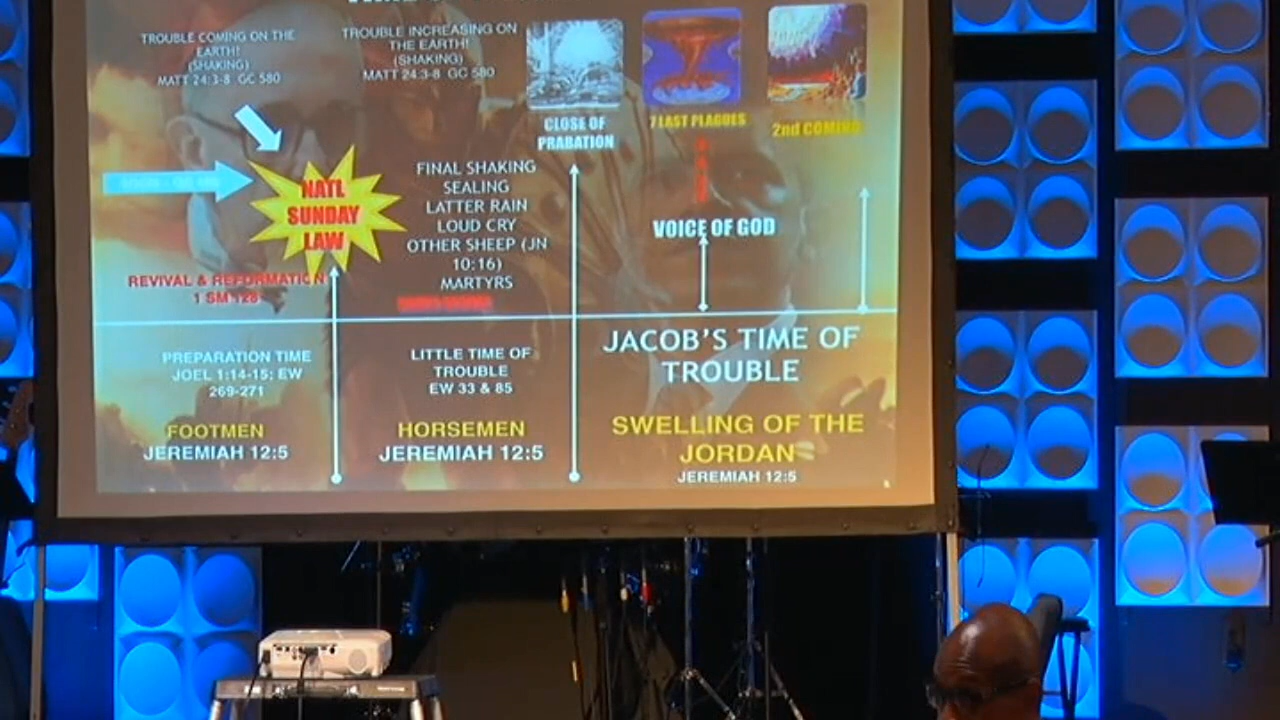 TROUBLE COMING ON THE
EARTH!
(SHAKING)
MATT 24:3-8 GC 580
TROUBLE INCREASING ON
THE EARTH!
(SHAKING)
MATT 24:3-8 GC 580
CLOSE OF
PRABATION
7 LAST PLAGUES
2nd COMING
NATL
SUNDAY
LAW
FINAL SHAKING
SEALING
LATTER RAIN
LOUD CRY
OTHER SHEEP (JN
10:16)
MARTYRS
VOICE OF GOD
REVIVAL & REFORMATION
1 SM 128
PREPARATION TIME
JOEL 1:14-15; EW
269-271
LITTLE TIME OF
TROUBLE
EW 33 & 85
JACOB'S TIME OF
TROUBLE
FOOTMEN
JEREMIAH 12:5
HORSEMEN
JEREMIAH 12:5
SWELLING OF THE
JORDAN
JEREMIAH 12:5